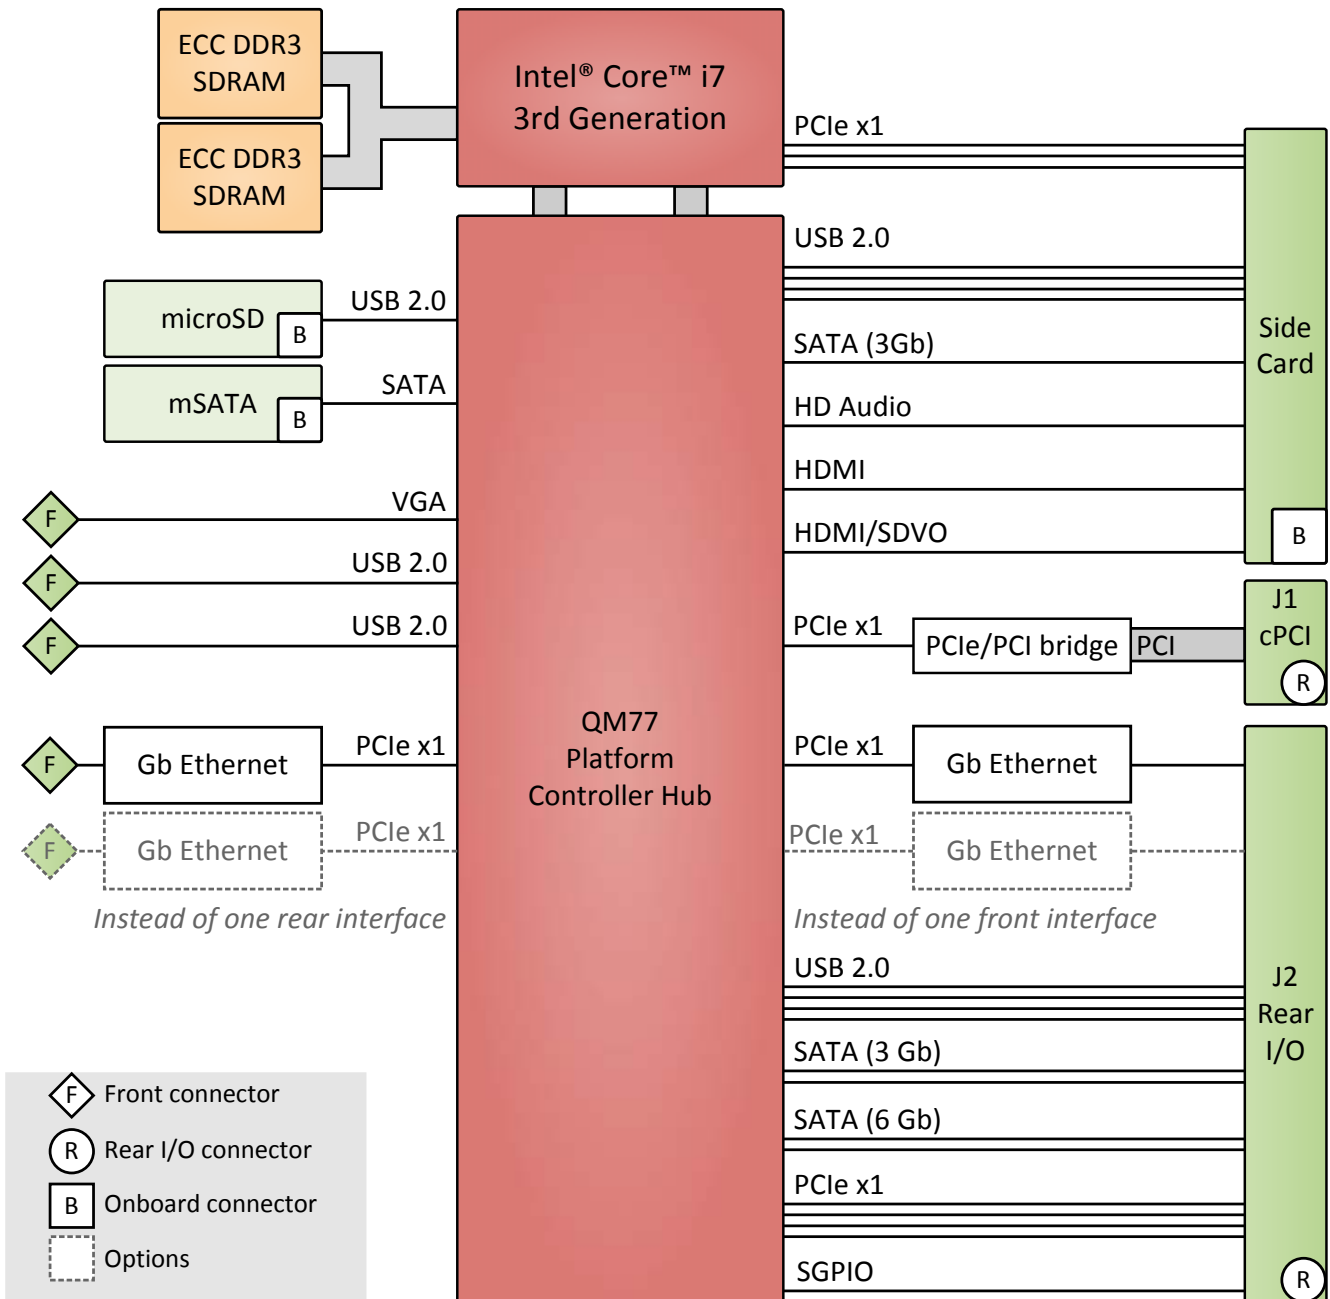 ECC DDR3
SDRAM
ECC DDR3
SDRAM
Intel® Core™ i7
3rd Generation
PCIe x1
USB 2.0
microSD
B
USB 2.0
mSATA
B
SATA
SATA (3Gb)
HD Audio
HDMI
HDMI/SDVO
Side
Card
B
F
VGA
F
USB 2.0
F
USB 2.0
PCIe x1
PCIe/PCI bridge
PCI
J1
cPCI
R
QM77
Platform
Controller Hub
F
Gb Ethernet
PCIe x1
F
Gb Ethernet
PCIe x1
Instead of one rear interface
PCIe x1
Gb Ethernet
PCIe x1
Gb Ethernet
Instead of one front interface
USB 2.0
SATA (3 Gb)
SATA (6 Gb)
PCIe x1
SGPIO
J2
Rear
I/O
R
F Front connector
R Rear I/O connector
B Onboard connector
Options